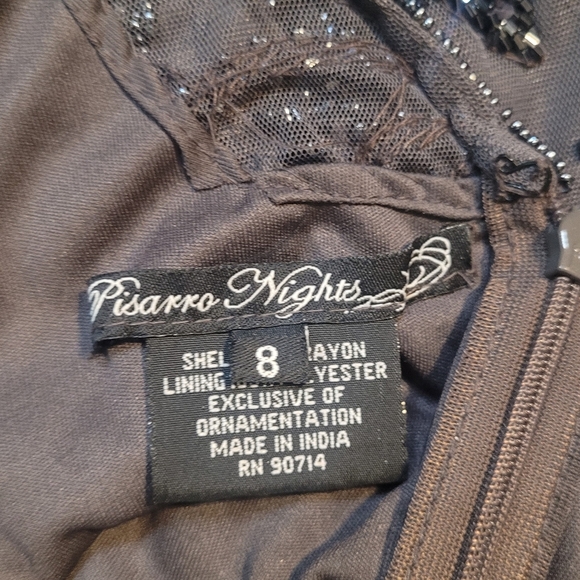 Pisarro Nights
8
SHEL RAYON
LINING YESTER
EXCLUSIVE OF
ORNAMENTATION
MADE IN INDIA
RN 90714